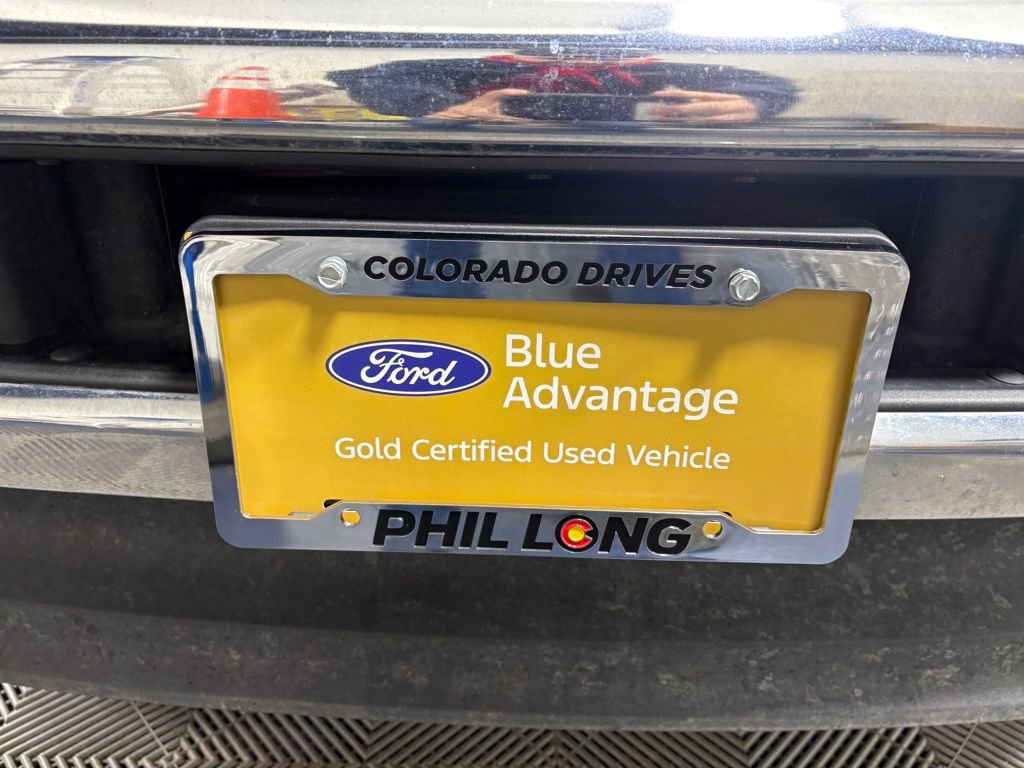 COLORADO DRIVES
Ford
Blue
Advantage
Gold Certified Used Vehicle
PHIL LONG